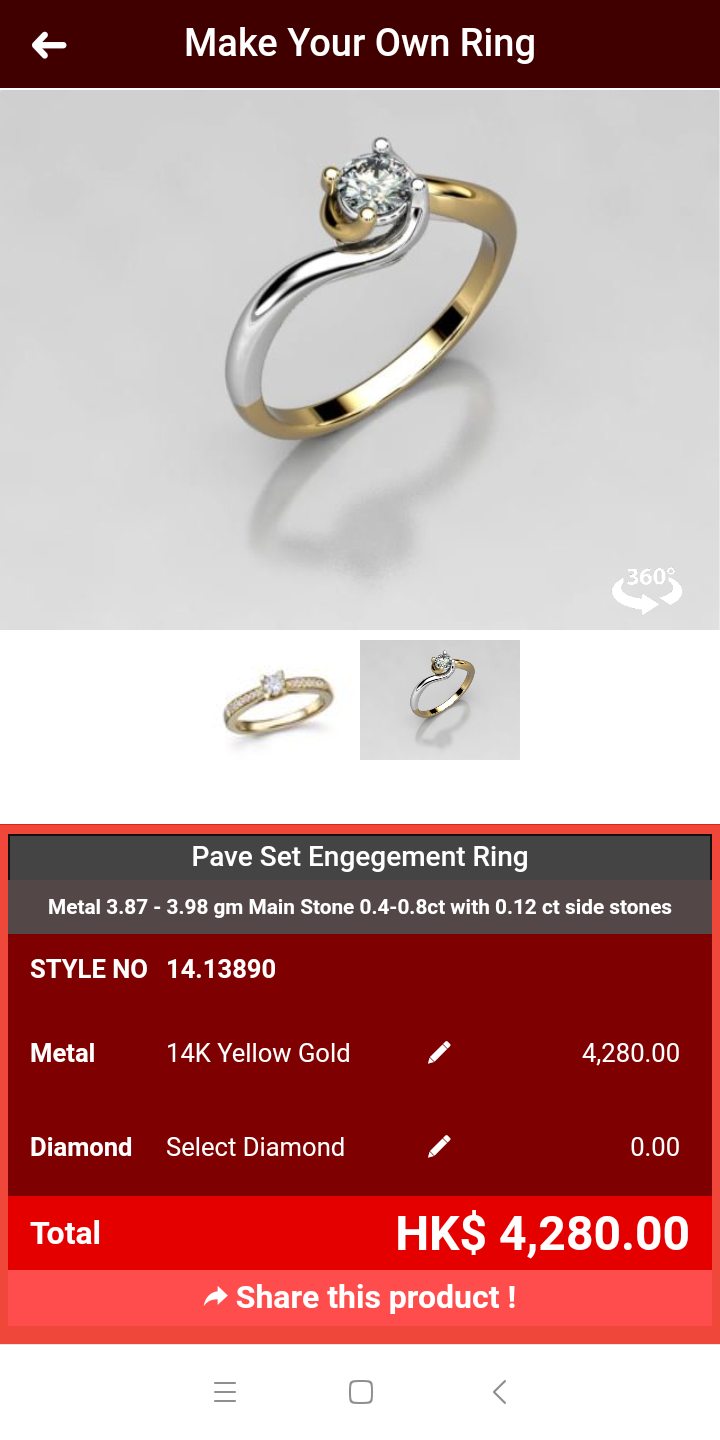 Make Your Own Ring
360°
Pave Set Engegement Ring
Metal 3.87 - 3.98 gm Main Stone 0.4-0.8ct with 0.12 ct side stones
STYLE NO 14.13890
Metal 14K Yellow Gold 4,280.00
Diamond Select Diamond 0.00
Total HK$ 4,280.00
Share this product !